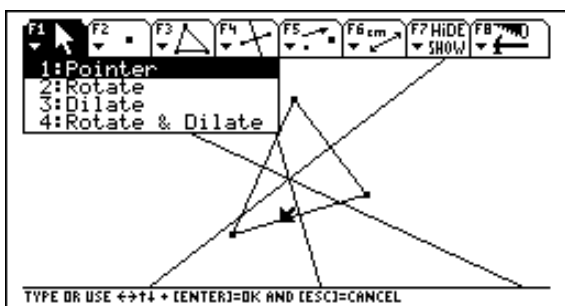 F1 F2 F3 F4 F5 F6 cm F7 HiDE F8
SHOW
1:Pointer
2:Rotate
3:Dilate
4:Rotate & Dilate
TYPE OR USE ←→↑↓ + [ENTER]=OK AND [ESC]=CANCEL